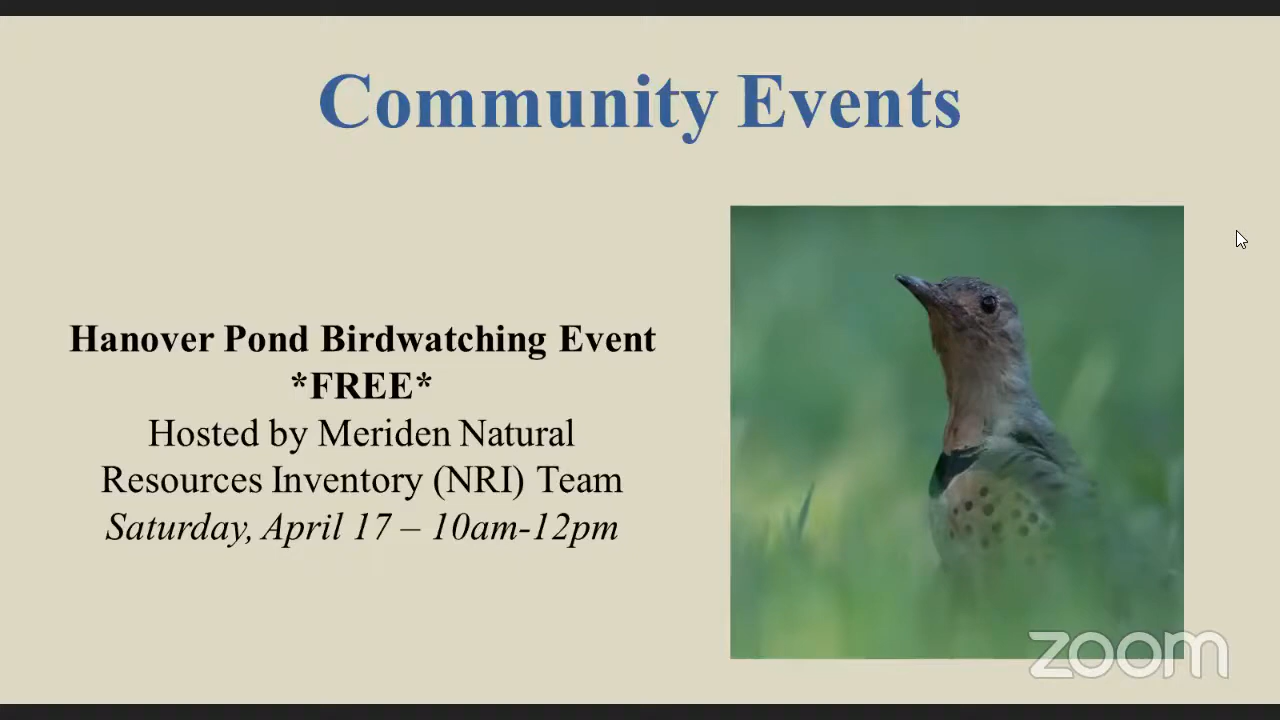 Community Events
Hanover Pond Birdwatching Event
*FREE*
Hosted by Meriden Natural
Resources Inventory (NRI) Team
Saturday, April 17 – 10am-12pm
zoom